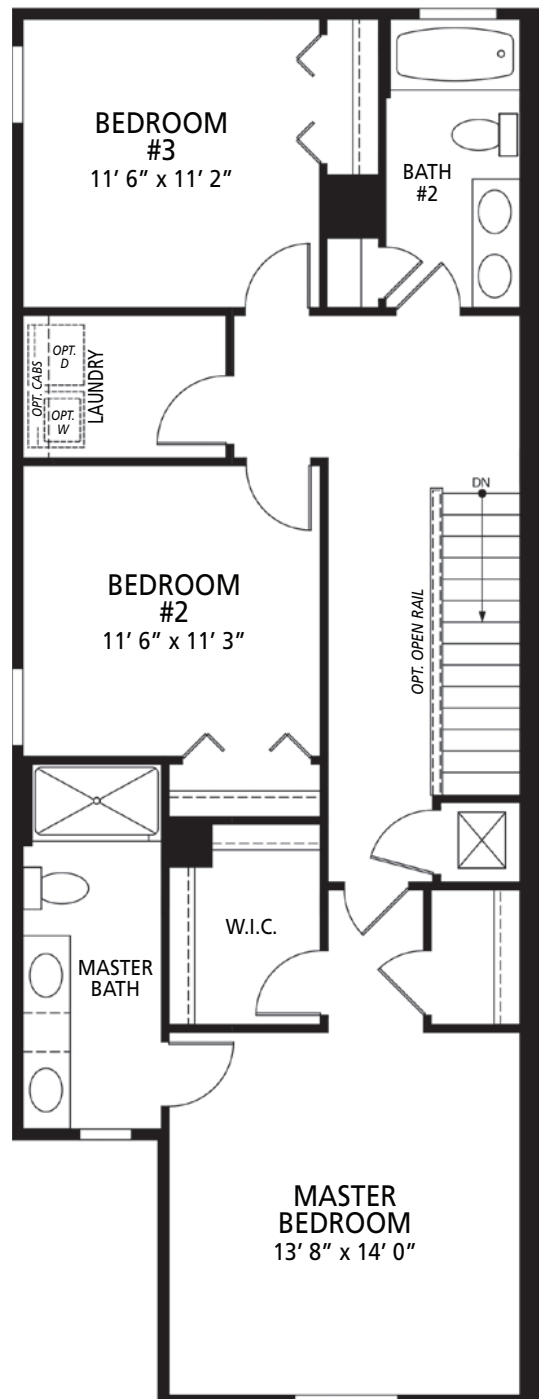 BEDROOM
#3
11’ 6” x 11’ 2”
BATH
#2
OPT. CABS
OPT.
D
OPT.
W
LAUNDRY
DN
OPT. OPEN RAIL
BEDROOM
#2
11’ 6” x 11’ 3”
W.I.C.
MASTER
BATH
MASTER
BEDROOM
13’ 8” x 14’ 0”